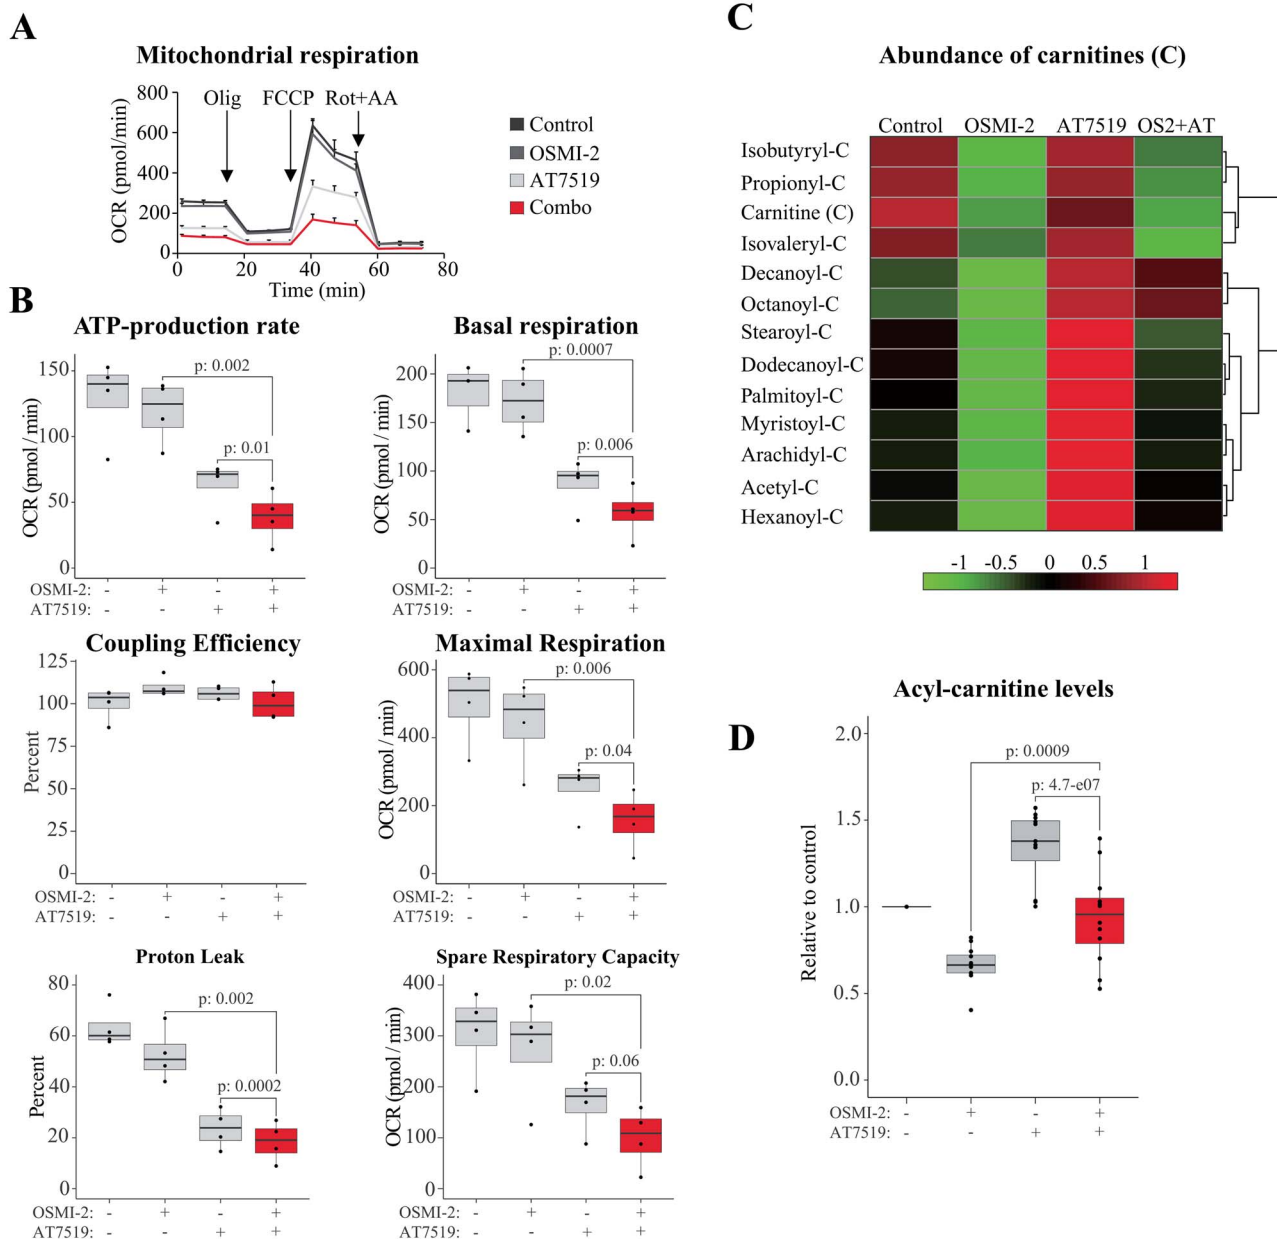 A
Mitochondrial respiration
Olig FCCP Rot+AA
800
600
400
200
0
OCR (pmol/min)
0 20 40 60 80
Time (min)
Control
OSMI-2
AT7519
Combo
B
ATP-production rate
p: 0.002
p: 0.01
150
100
50
0
OCR (pmol / min)
OSMI-2: - + - +
AT7519: - - + +
Basal respiration
p: 0.0007
p: 0.006
200
150
100
50
0
OCR (pmol / min)
OSMI-2: - + - +
AT7519: - - + +
Coupling Efficiency
125
100
75
50
25
0
Percent
OSMI-2: - + - +
AT7519: - - + +
Maximal Respiration
p: 0.006
p: 0.04
600
400
200
0
OCR (pmol / min)
OSMI-2: - + - +
AT7519: - - + +
Proton Leak
p: 0.002
p: 0.0002
80
60
40
20
0
Percent
OSMI-2: - + - +
AT7519: - - + +
Spare Respiratory Capacity
p: 0.02
p: 0.06
400
300
200
100
0
OCR (pmol / min)
OSMI-2: - + - +
AT7519: - - + +
C
Abundance of carnitines (C)
Control OSMI-2 AT7519 OS2+AT
Isobutyryl-C
Propionyl-C
Carnitine (C)
Isovaleryl-C
Decanoyl-C
Octanoyl-C
Stearoyl-C
Dodecanoyl-C
Palmitoyl-C
Myristoyl-C
Arachidyl-C
Acetyl-C
Hexanoyl-C
-1 -0.5 0 0.5 1
D
Acyl-carnitine levels
p: 0.0009
p: 4.7-e07
2.0
1.5
1.0
0.5
0.0
Relative to control
OSMI-2: - + - +
AT7519: - - + +